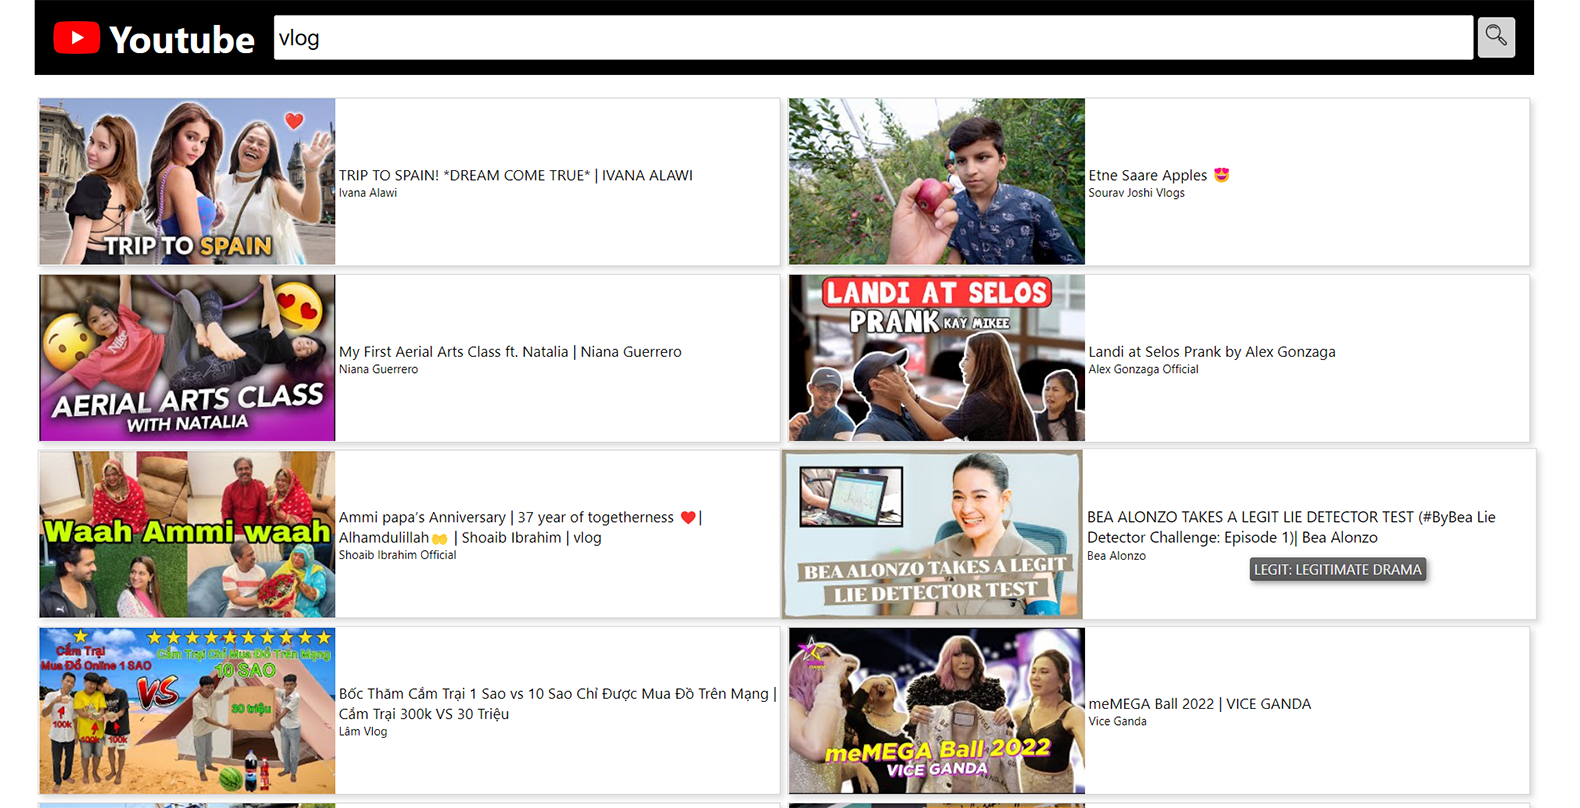 Youtube
vlog
TRIP TO SPAIN
TRIP TO SPAIN! *DREAM COME TRUE* | IVANA ALAWI
Ivana Alawi
Etne Saare Apples 😍
Sourav Joshi Vlogs
AERIAL ARTS CLASS
WITH NATALIA
My First Aerial Arts Class ft. Natalia | Niana Guerrero
Niana Guerrero
LANDI AT SELOS
PRANK KAY MIKEE
Landi at Selos Prank by Alex Gonzaga
Alex Gonzaga Official
Waah Ammi waah
Ammi papa's Anniversary | 37 year of togetherness ❤️|
Alhamdulillah🤲 | Shoaib Ibrahim | vlog
Shoaib Ibrahim Official
BEA ALONZO TAKES A LEGIT
LIE DETECTOR TEST
BEA ALONZO TAKES A LEGIT LIE DETECTOR TEST (#ByBea Lie
Detector Challenge: Episode 1)| Bea Alonzo
Bea Alonzo
LEGIT: LEGITIMATE DRAMA
Cắm Trại
Mua Đồ Online 1 SAO
Cắm Trại Chỉ Mua Đồ Trên Mạng
10 SAO
VS
30 triệu
100k
100k
100k
Bốc Thăm Cắm Trại 1 Sao vs 10 Sao Chỉ Được Mua Đồ Trên Mạng |
Cắm Trại 300k VS 30 Triệu
Lâm Vlog
meMEGA Ball 2022
VICE GANDA
meMEGA Ball 2022 | VICE GANDA
Vice Ganda